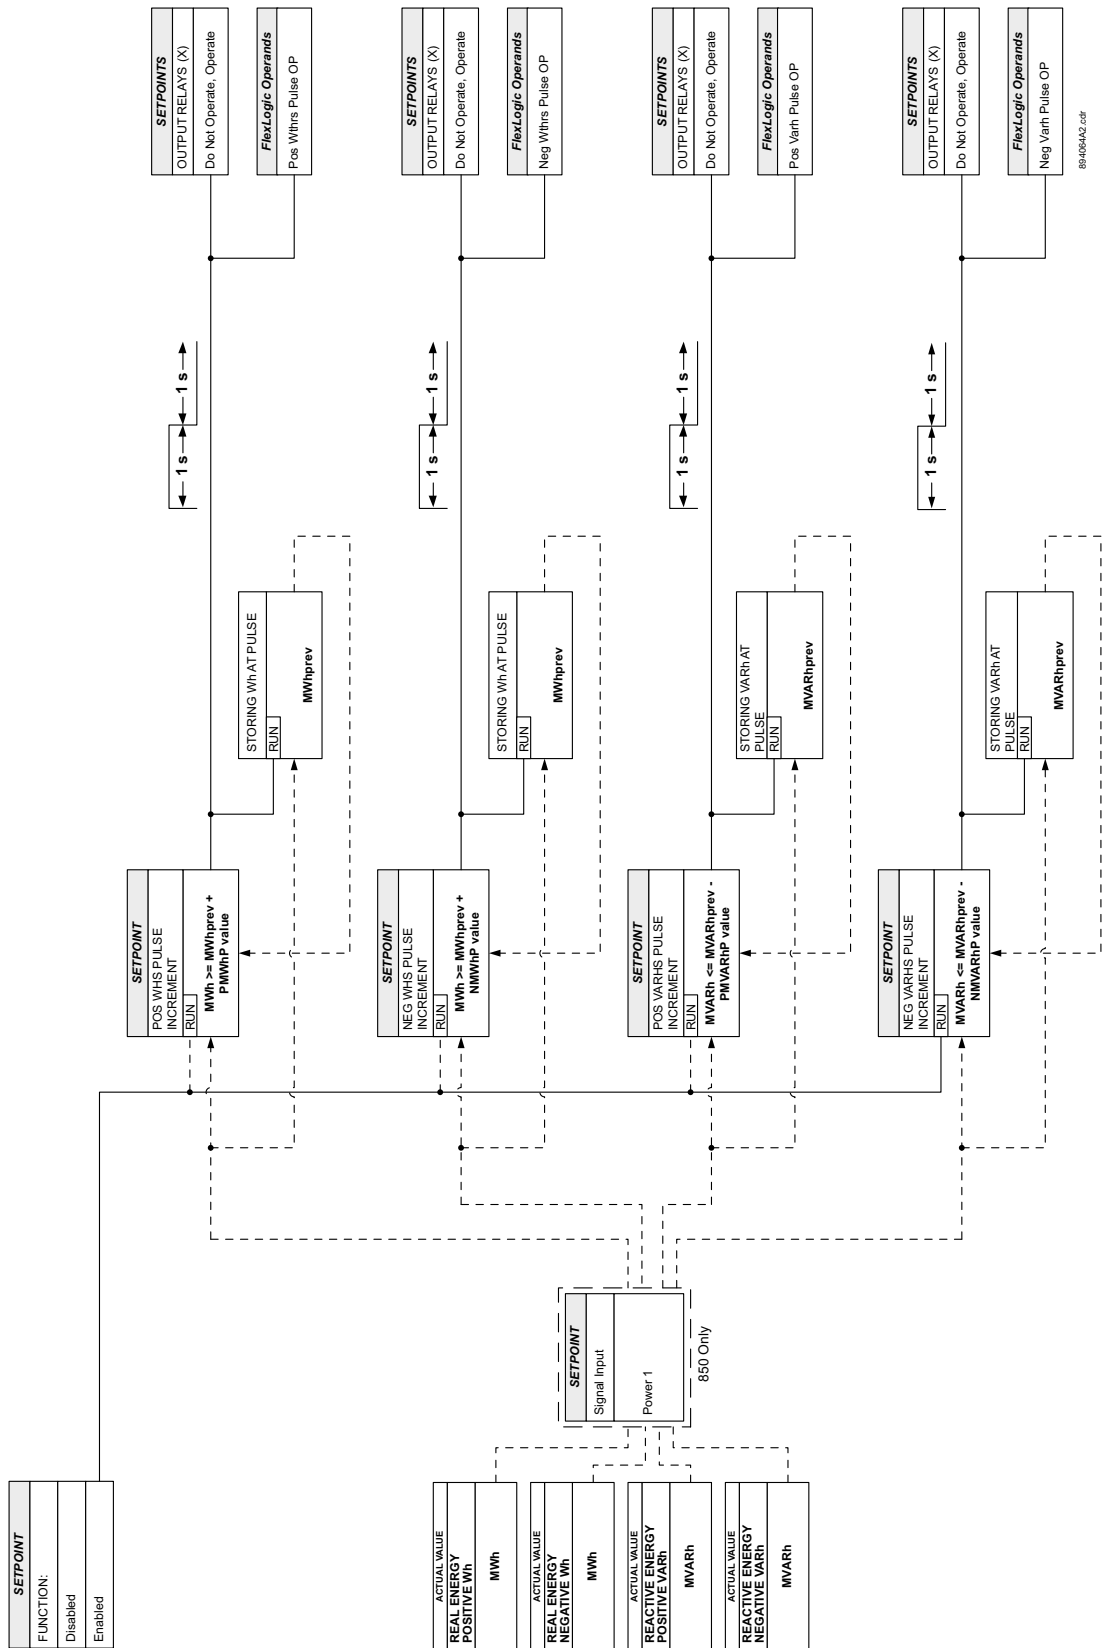 SETPOINT
FUNCTION:
Disabled
Enabled
ACTUAL VALUE
REAL ENERGY
POSITIVE Wh
MWh
ACTUAL VALUE
REAL ENERGY
NEGATIVE Wh
MWh
ACTUAL VALUE
REACTIVE ENERGY
POSITIVE VARh
MVARh
ACTUAL VALUE
REACTIVE ENERGY
NEGATIVE VARh
MVARh
SETPOINT
Signal Input
Power 1
850 Only
SETPOINT
POS WHS PULSE
INCREMENT
RUN
MWh >= MWhprev +
PMWhP value
STORING Wh AT PULSE
RUN
MWhprev
1 s
1 s
SETPOINTS
OUTPUT RELAYS (X)
Do Not Operate, Operate
FlexLogic Operands
Pos Wthrs Pulse OP
SETPOINT
NEG WHS PULSE
INCREMENT
RUN
MWh >= MWhprev +
NMWhP value
STORING Wh AT PULSE
RUN
MWhprev
1 s
1 s
SETPOINTS
OUTPUT RELAYS (X)
Do Not Operate, Operate
FlexLogic Operands
Neg Wthrs Pulse OP
SETPOINT
POS VARHS PULSE
INCREMENT
RUN
MVARh <= MVARhprev -
PMVARhP value
STORING VARh AT
PULSE
RUN
MVARhprev
1 s
1 s
SETPOINTS
OUTPUT RELAYS (X)
Do Not Operate, Operate
FlexLogic Operands
Pos Varh Pulse OP
SETPOINT
NEG VARHS PULSE
INCREMENT
RUN
MVARh <= MVARhprev -
NMVARhP value
STORING VARh AT
PULSE
RUN
MVARhprev
1 s
1 s
SETPOINTS
OUTPUT RELAYS (X)
Do Not Operate, Operate
FlexLogic Operands
Neg Varh Pulse OP
894064A2.cdr